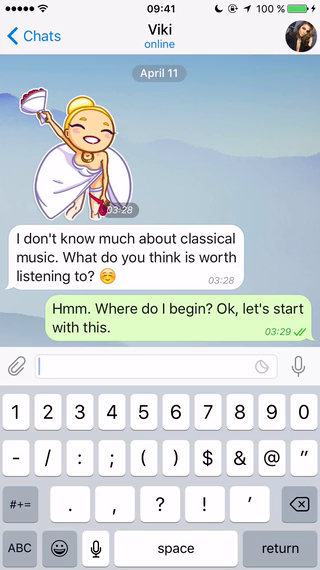 09:41
100 %
Chats
Viki
online
April 11
03:28
I don't know much about classical
music. What do you think is worth
listening to? 😊
03:28
Hmm. Where do I begin? Ok, let's start
with this.
03:29
1 2 3 4 5 6 7 8 9 0
- / : ; ( ) $ & @ "
#+= . , ? ! '
ABC space return